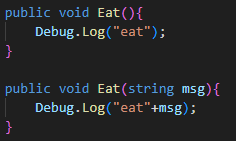 public void Eat(){
    Debug.Log("eat");
}

public void Eat(string msg){
    Debug.Log("eat"+msg);
}